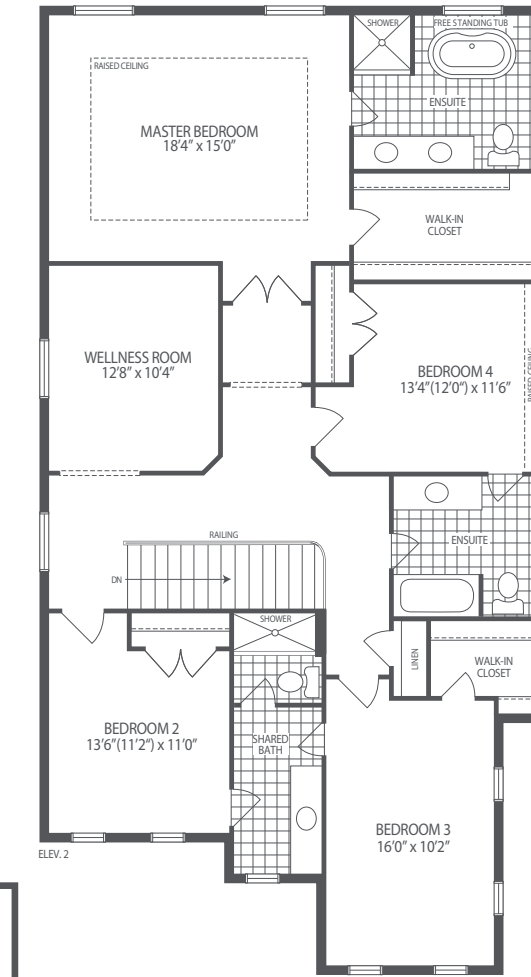 SHOWER
FREE STANDING TUB
RAISED CEILING
ENSUITE
MASTER BEDROOM
18'4" x 15'0"
WALK-IN
CLOSET
WELLNESS ROOM
12'8" x 10'4"
BEDROOM 4
13'4"(12'0") x 11'6"
RAISED CEILING
RAILING
ENSUITE
DN
SHOWER
LINEN
WALK-IN
CLOSET
BEDROOM 2
13'6"(11'2") x 11'0"
SHARED
BATH
BEDROOM 3
16'0" x 10'2"
ELEV. 2